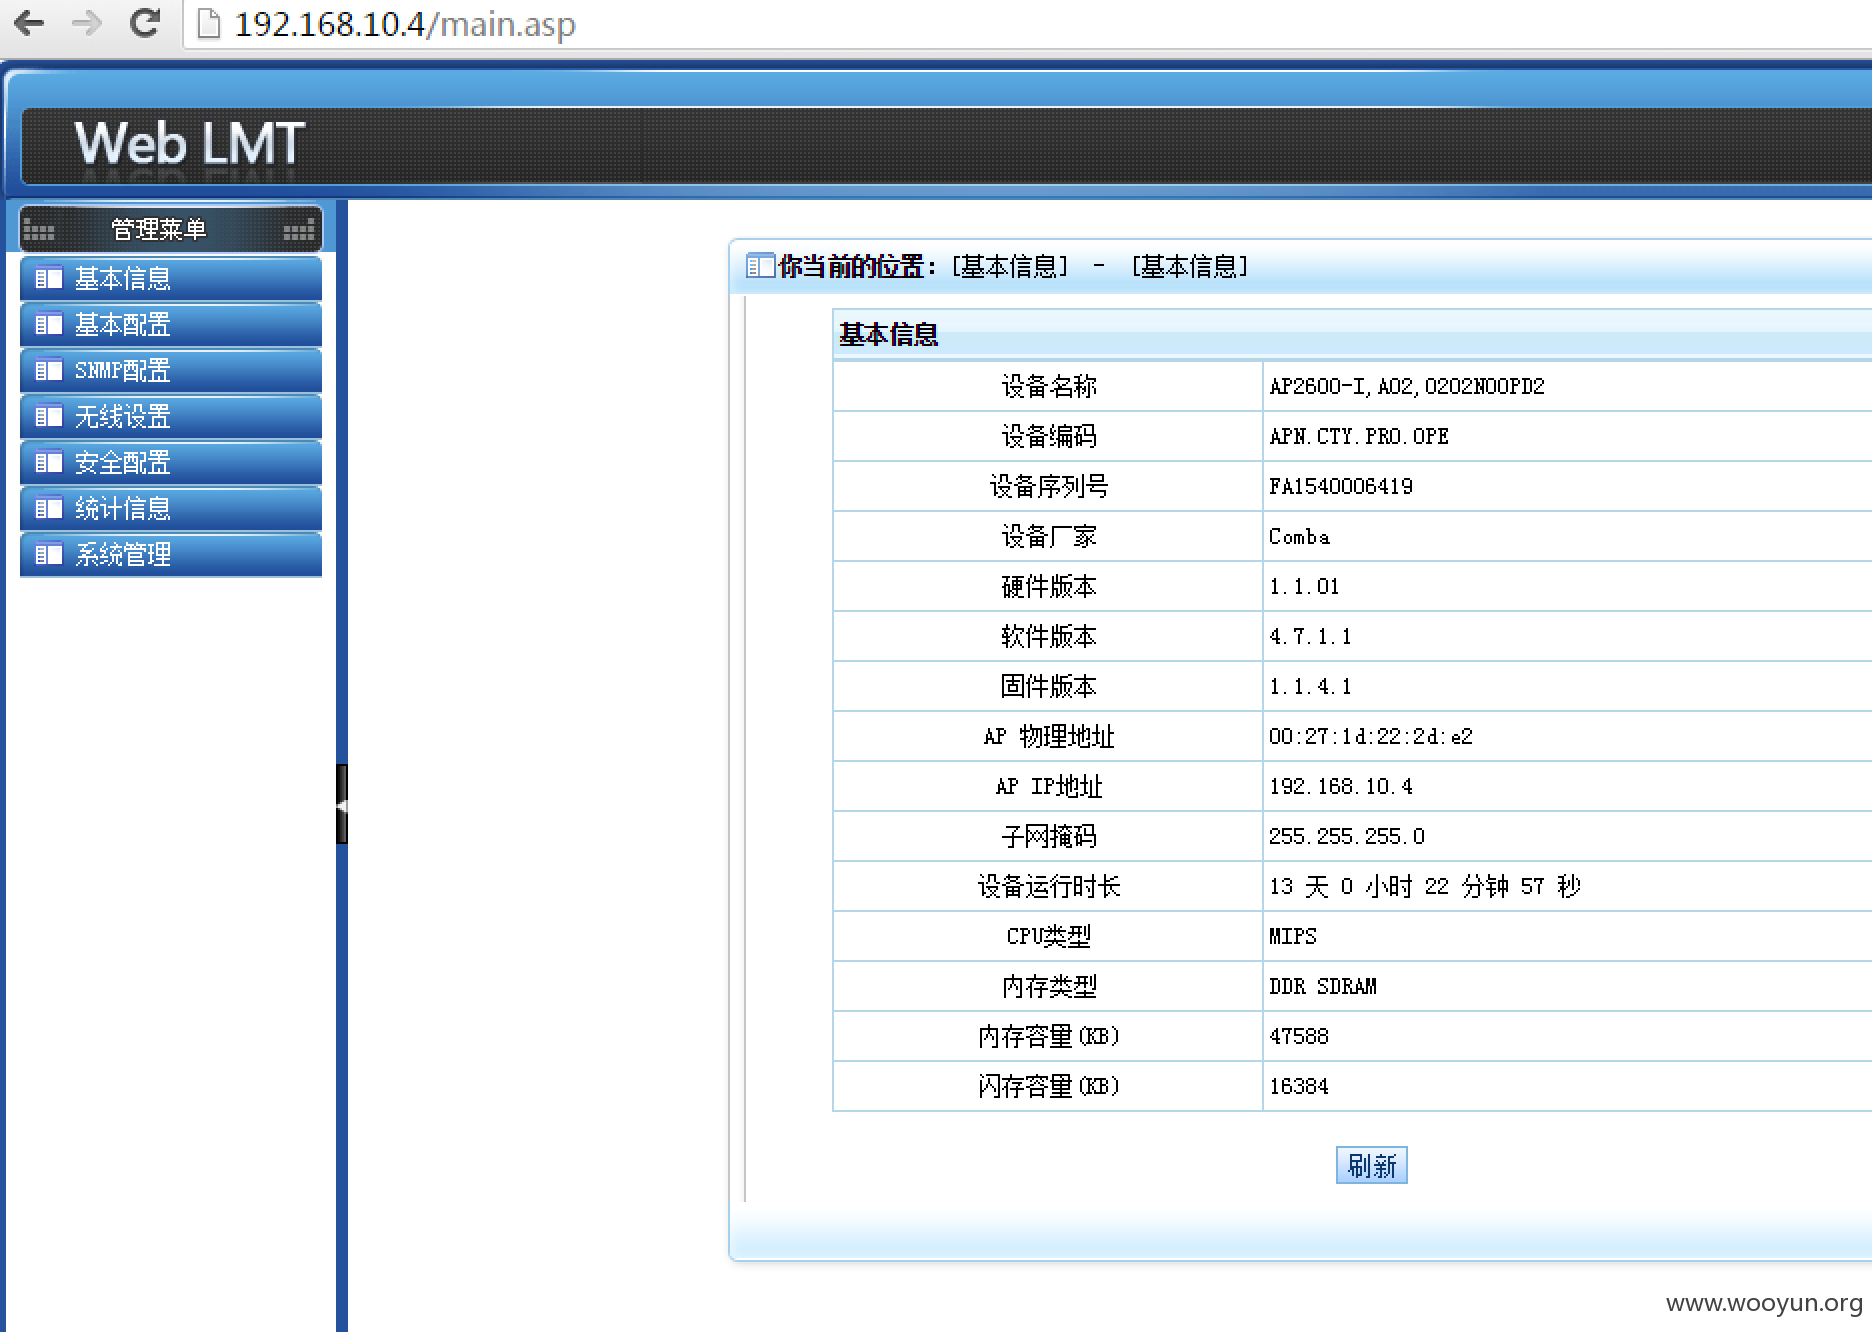 192.168.10.4/main.asp
Web LMT
管理菜单
基本信息
基本配置
SNMP配置
无线设置
安全配置
统计信息
系统管理
你当前的位置：[基本信息] - [基本信息]
基本信息
设备名称 AP2600-I,A02,0202N00PD2
设备编码 APN.CTY.PRO.OPE
设备序列号 FA1540006419
设备厂家 Comba
硬件版本 1.1.01
软件版本 4.7.1.1
固件版本 1.1.4.1
AP 物理地址 00:27:1d:22:2d:e2
AP IP地址 192.168.10.4
子网掩码 255.255.255.0
设备运行时长 13 天 0 小时 22 分钟 57 秒
CPU类型 MIPS
内存类型 DDR SDRAM
内存容量(KB) 47588
闪存容量(KB) 16384
刷新
www.wooyun.org